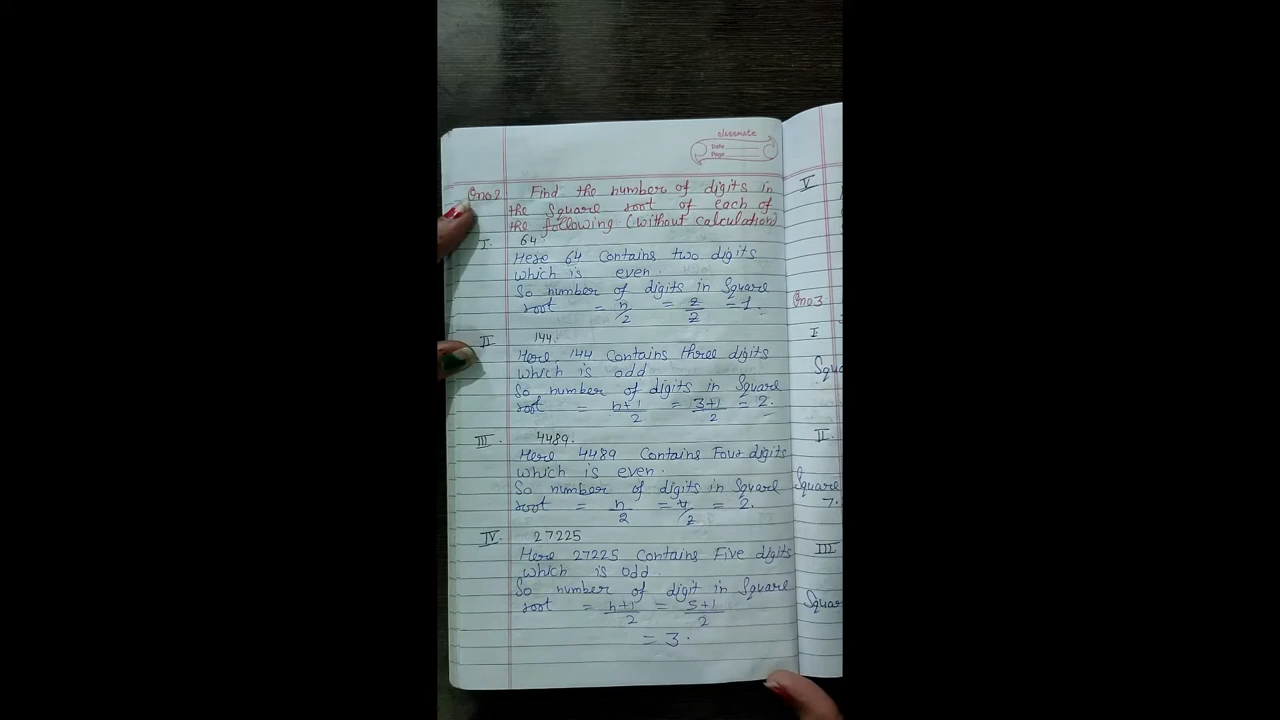 classmate
Date
Page
Qno2 Find the number of digits in
the Square root of each of
the following (without calculation)
I. 64.
Here 64 Contains two digits
which is even.
So number of digits in Square
root = n/2 = 2/2 = 1.
II 144.
Here, 144 Contains three digits
which is odd
So number of digits in Square
root = n+1/2 = 3+1/2 = 2.
III. 4489.
Here 4489 Contains Four digits
which is even.
So number of digits in Square
root = n/2 = 4/2 = 2.
IV. 27225
Here 27225 Contains Five digits
which is odd.
So number of digit in Square
root = n+1/2 = 5+1/2
= 3.
V
Qno3
I
Squa
II.
Square
7.
III
Squar